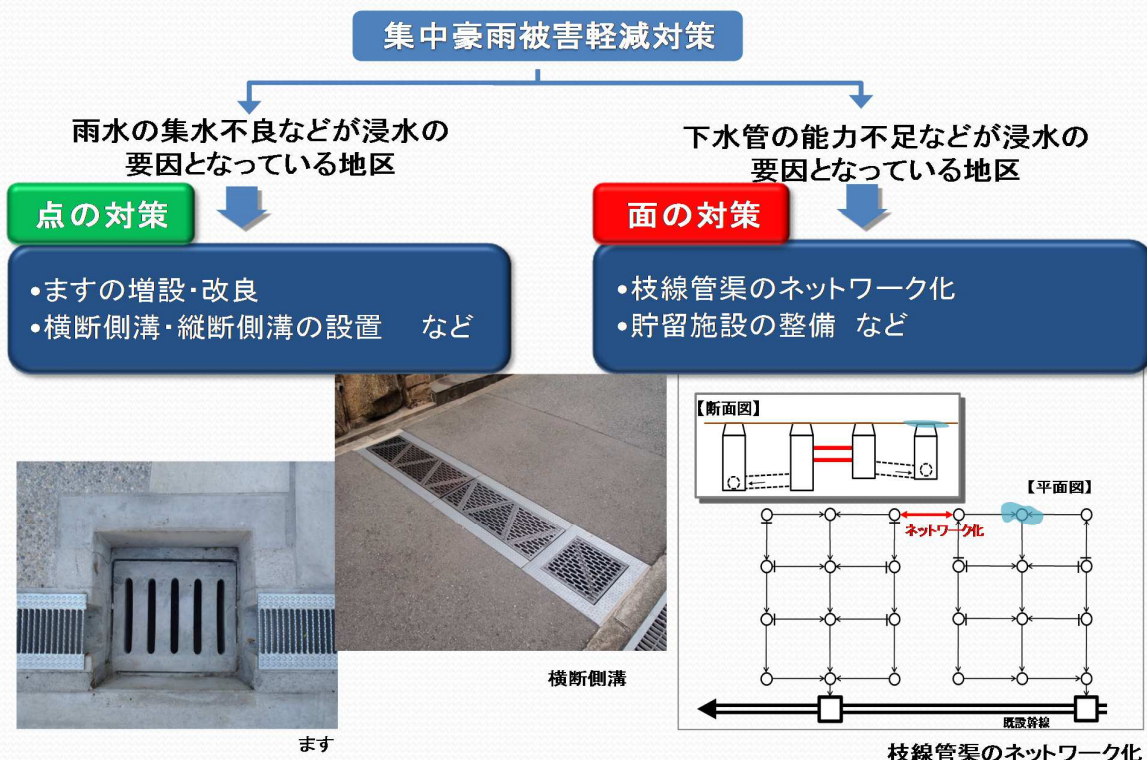 集中豪雨被害軽減対策
雨水の集水不良などが浸水の
要因となっている地区
点の対策
•ますの増設・改良
•横断側溝・縦断側溝の設置 など
下水管の能力不足などが浸水の
要因となっている地区
面の対策
•枝線管渠のネットワーク化
•貯留施設の整備 など
ます
横断側溝
【断面図】
【平面図】
ネットワーク化
既設幹線
枝線管渠のネットワーク化